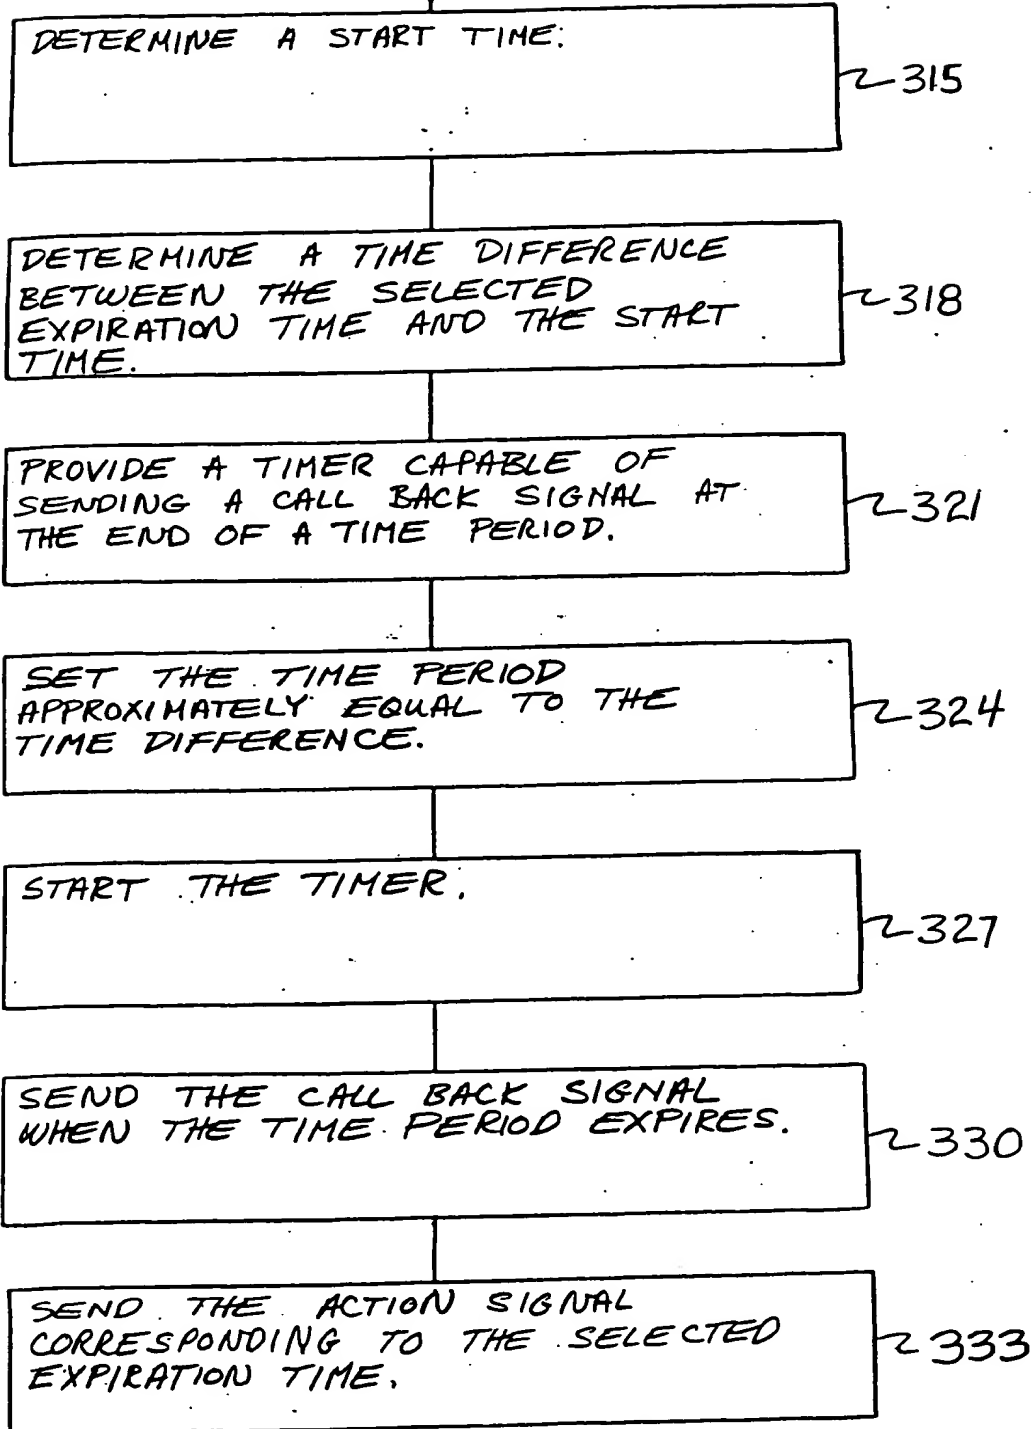 DETERMINE A START TIME.
315
DETERMINE A TIME DIFFERENCE
BETWEEN THE SELECTED
EXPIRATION TIME AND THE START
TIME.
318
PROVIDE A TIMER CAPABLE OF
SENDING A CALL BACK SIGNAL AT
THE END OF A TIME PERIOD.
321
SET THE TIME PERIOD
APPROXIMATELY EQUAL TO THE
TIME DIFFERENCE.
324
START THE TIMER.
327
SEND THE CALL BACK SIGNAL
WHEN THE TIME PERIOD EXPIRES.
330
SEND THE ACTION SIGNAL
CORRESPONDING TO THE SELECTED
EXPIRATION TIME.
333